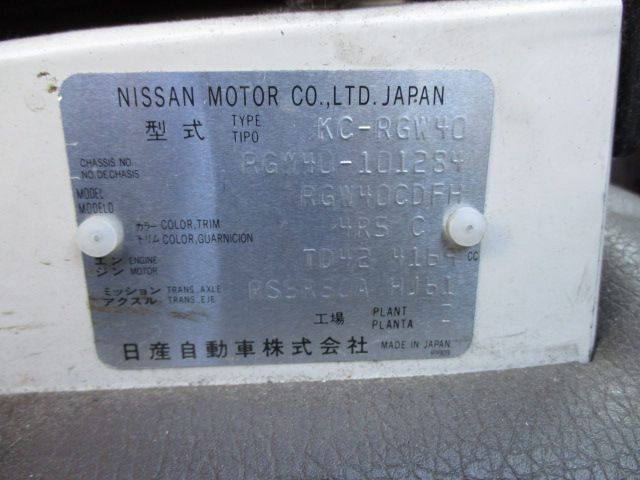 NISSAN MOTOR CO.,LTD. JAPAN
型式 TYPE TIPO KC-RGW40
CHASSIS NO. NO.DE.CHASIS RGW40-101284
MODEL MODELO RGW40CDFH
カラー COLOR,TRIM トリム COLOR,GUARNICION 4R5 C
エンジン ENGINE MOTOR TD42 4169 CC
ミッション TRANS. AXLE アクスル TRANS. EJE HJ61
工場 PLANT PLANTA
日産自動車株式会社 MADE IN JAPAN